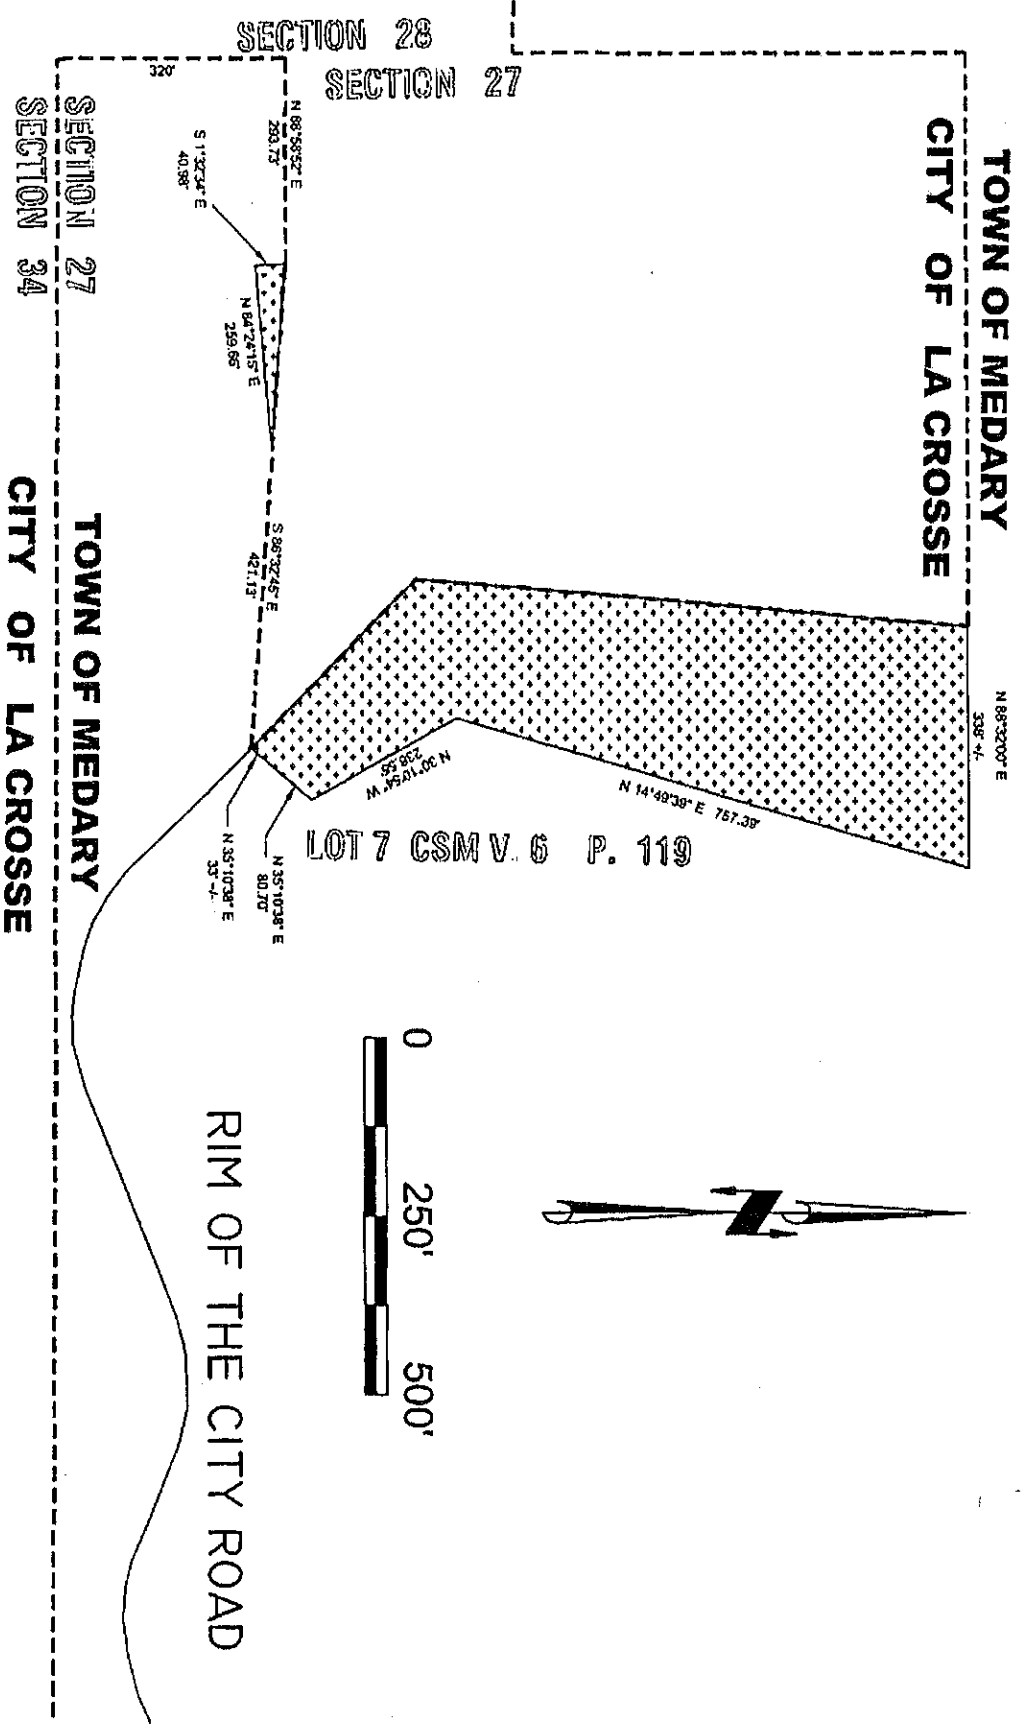 TOWN OF MEDARY
CITY OF LA CROSSE
SECTION 28
SECTION 27
320'
N 88°58'52" E
293.73'
S 1°32'34" E
40.98'
N 84°24'15" E
259.66'
S 86°32'45" E
421.13'
N 88°32'00" E
338' +/-
N 14°49'39" E 757.39'
N 30°10'54" W
238.55'
LOT 7 CSM V. 6 P. 119
N 35°10'38" E
80.70'
N 35°10'38" E
33' +/-
SECTION 27
SECTION 34
TOWN OF MEDARY
CITY OF LA CROSSE
0 250' 500'
RIM OF THE CITY ROAD